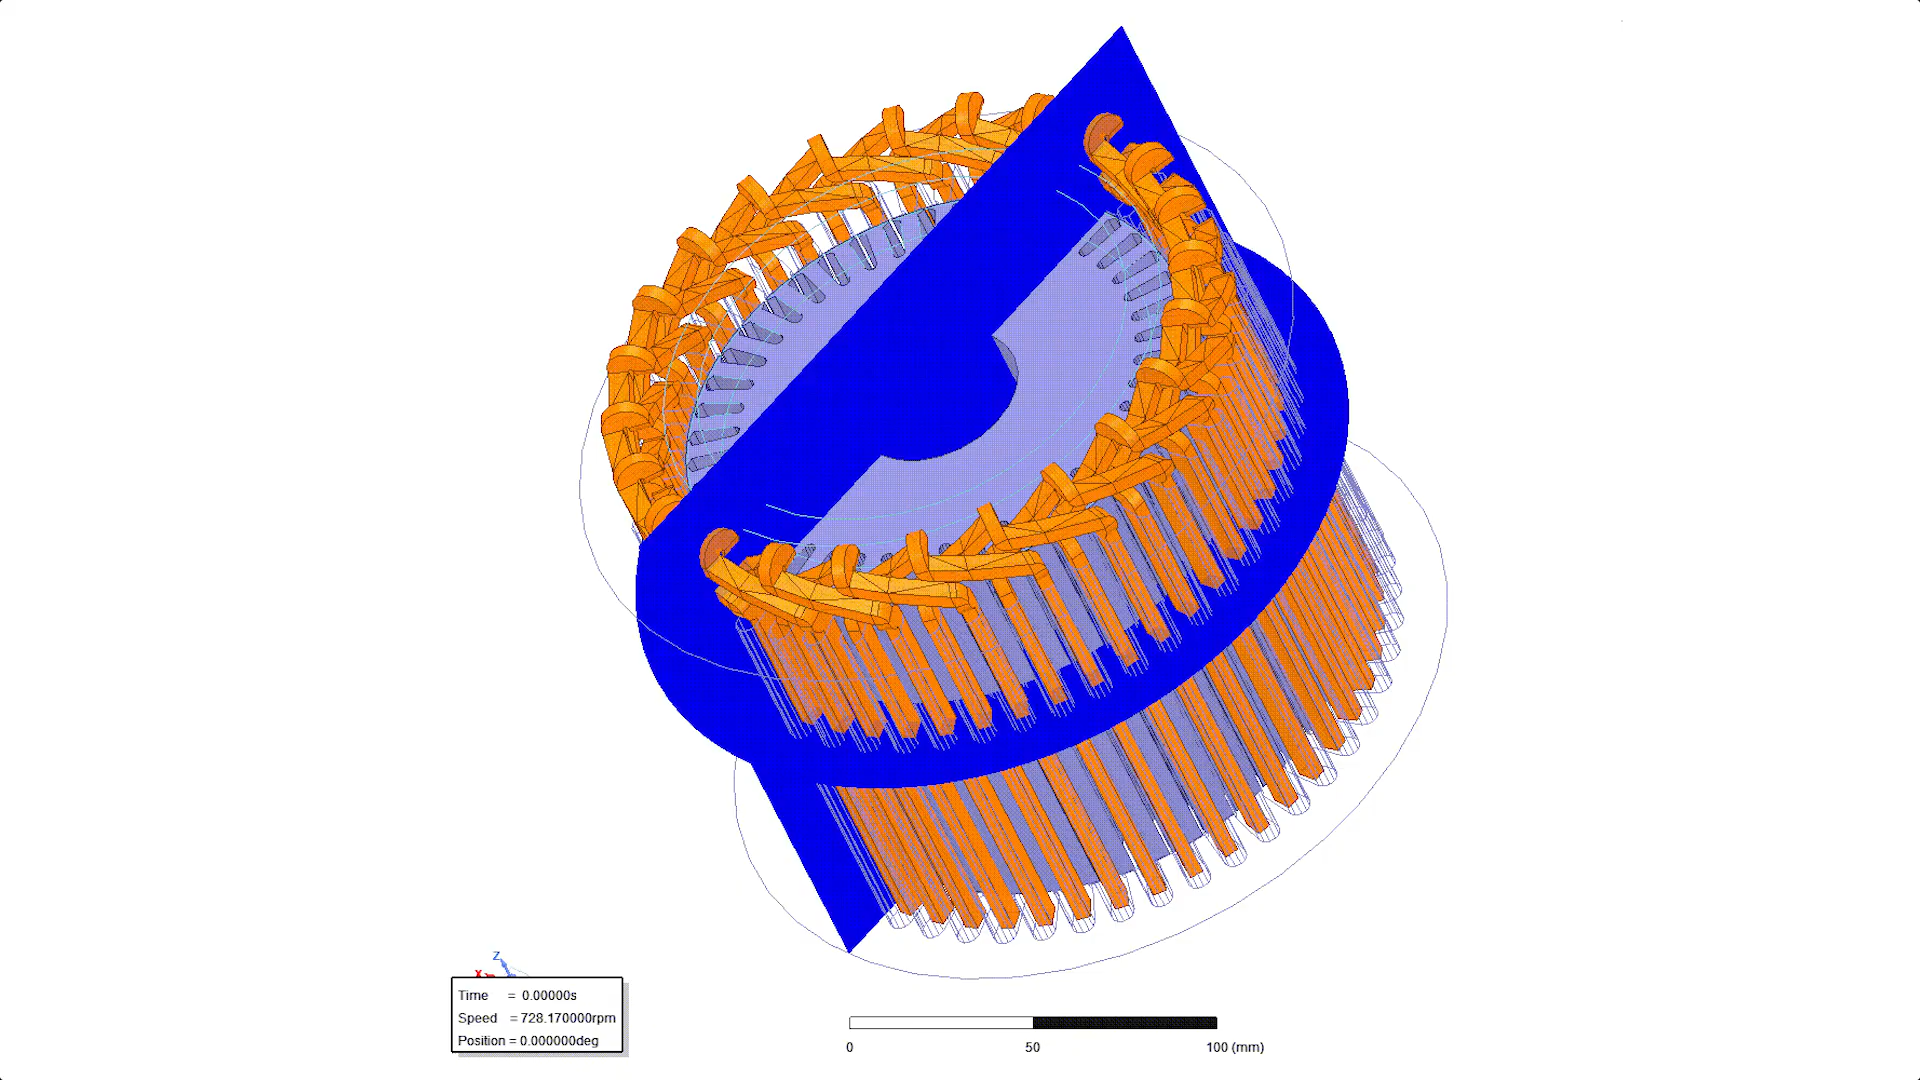 Z
X
Time = 0.00000s
Speed = 728.170000rpm
Position = 0.000000deg
0 50 100 (mm)